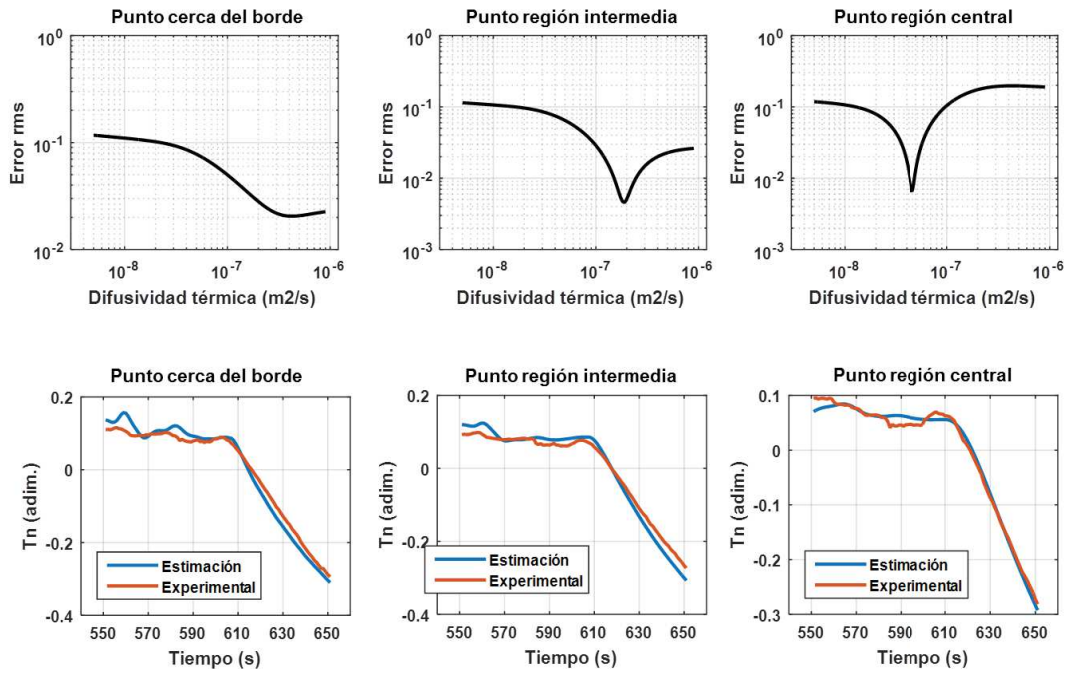 Punto cerca del borde
Error rms
10^0
10^-1
10^-2
10^-8
10^-7
10^-6
Difusividad térmica (m2/s)
Punto región intermedia
Error rms
10^0
10^-1
10^-2
10^-3
10^-8
10^-7
10^-6
Difusividad térmica (m2/s)
Punto región central
Error rms
10^0
10^-1
10^-2
10^-3
10^-8
10^-7
10^-6
Difusividad térmica (m2/s)
Punto cerca del borde
Tn (adim.)
0.2
0
-0.2
-0.4
Estimación
Experimental
550 570 590 610 630 650
Tiempo (s)
Punto región intermedia
Tn (adim.)
0.2
0
-0.2
-0.4
Estimación
Experimental
550 570 590 610 630 650
Tiempo (s)
Punto región central
Tn (adim.)
0.1
0
-0.1
-0.2
-0.3
Estimación
Experimental
550 570 590 610 630 650
Tiempo (s)